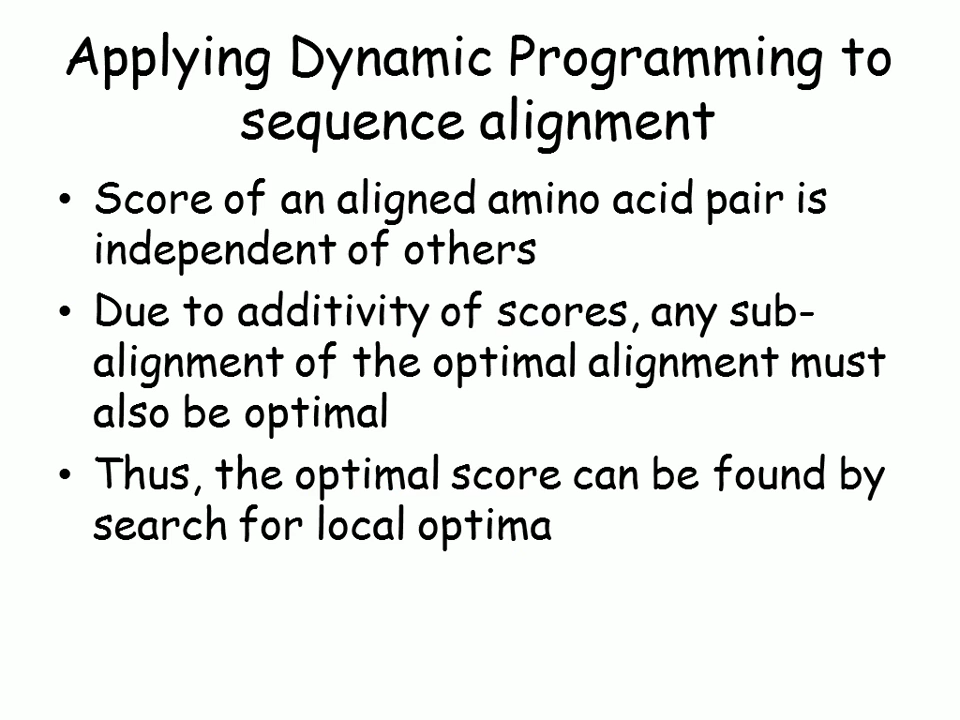 Applying Dynamic Programming to
sequence alignment
• Score of an aligned amino acid pair is
independent of others
• Due to additivity of scores, any sub-
alignment of the optimal alignment must
also be optimal
• Thus, the optimal score can be found by
search for local optima